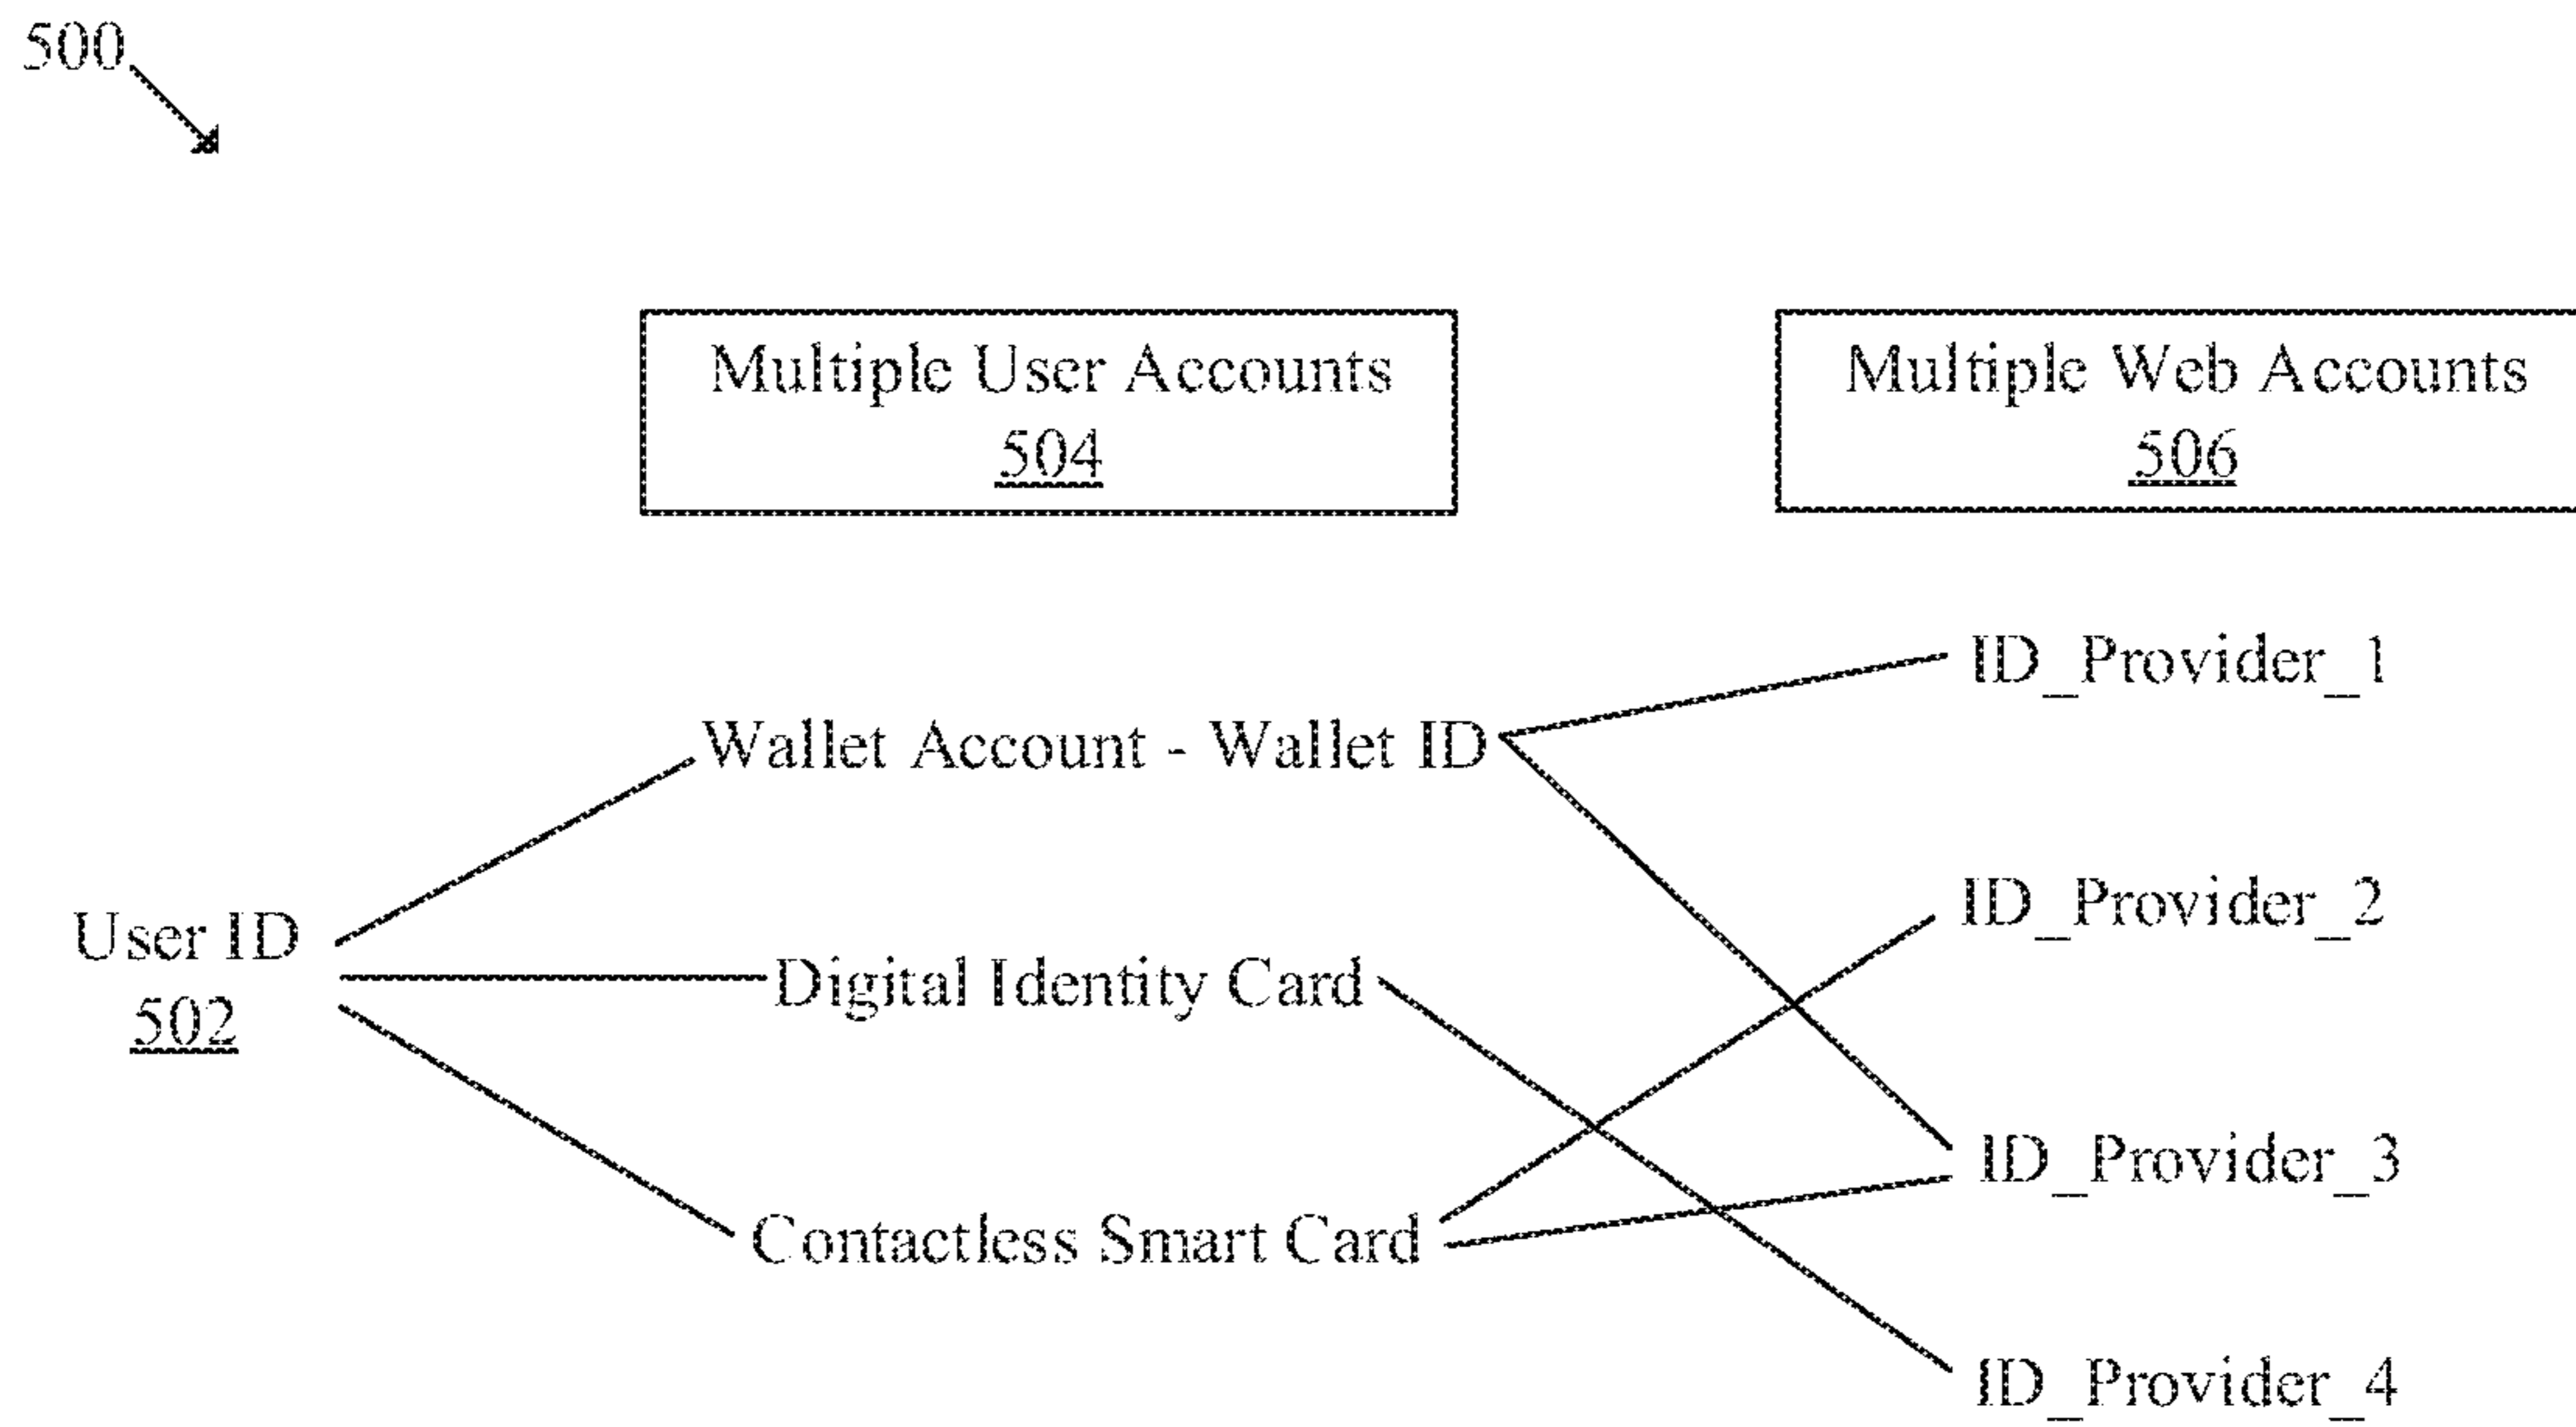 500
Multiple User Accounts
504
Multiple Web Accounts
506
ID_Provider_1
Wallet Account - Wallet ID
ID_Provider_2
User ID
502
Digital Identity Card
ID_Provider_3
Contactless Smart Card
ID_Provider_4